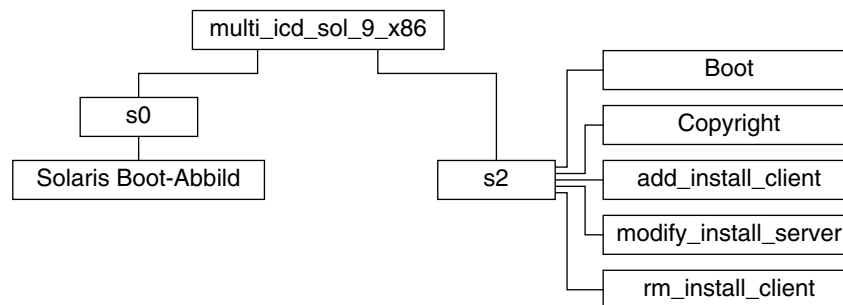 multi_icd_sol_9_x86
s0
Solaris Boot-Abbild
s2
Boot
Copyright
add_install_client
modify_install_server
rm_install_client